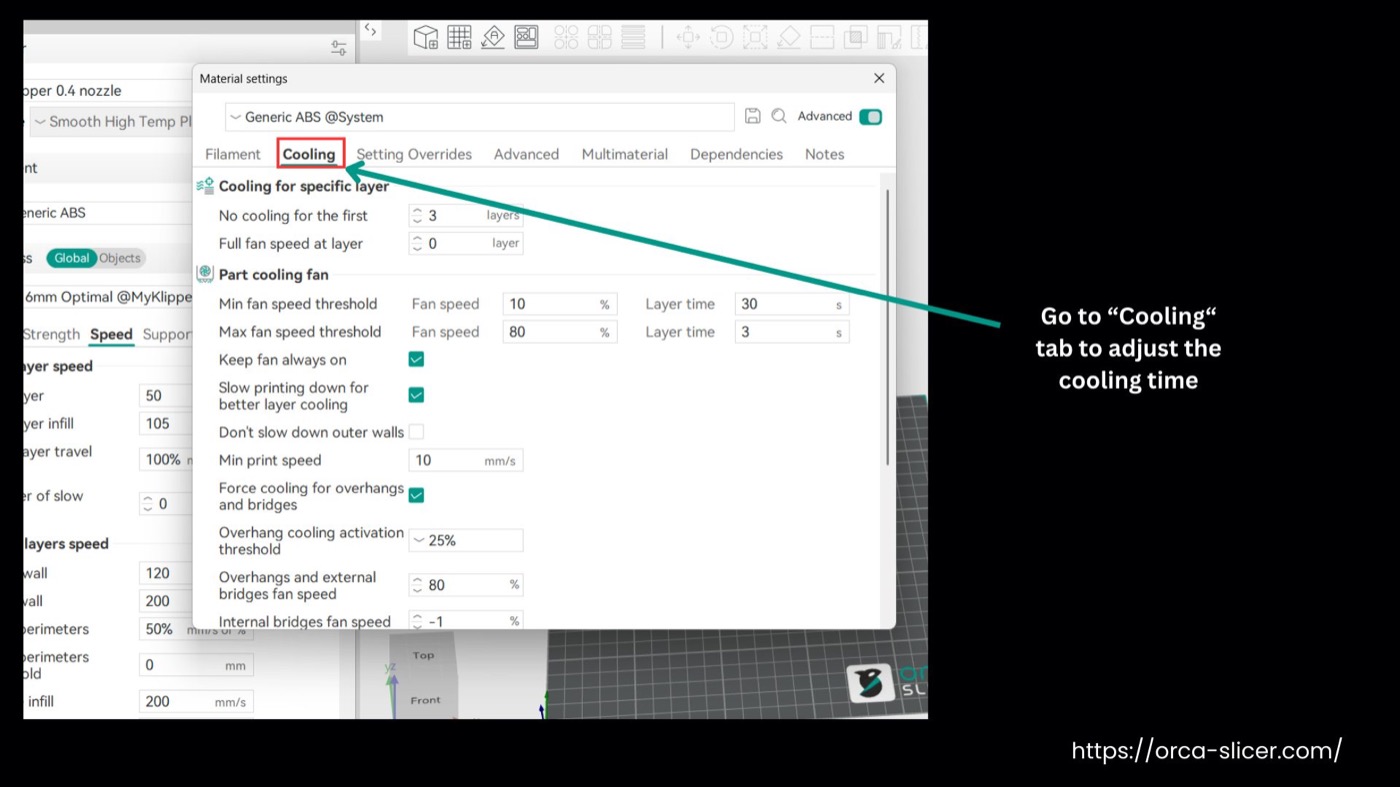 Material settings
Generic ABS @System
Advanced
Filament Cooling Setting Overrides Advanced Multimaterial Dependencies Notes
Cooling for specific layer
No cooling for the first 3 layers
Full fan speed at layer 0 layer
Part cooling fan
Min fan speed threshold Fan speed 10 % Layer time 30 s
Max fan speed threshold Fan speed 80 % Layer time 3 s
Keep fan always on
Slow printing down for
better layer cooling
Don't slow down outer walls
Min print speed 10 mm/s
Force cooling for overhangs
and bridges
Overhang cooling activation
threshold 25%
Overhangs and external
bridges fan speed 80 %
Internal bridges fan speed -1 %
pper 0.4 nozzle
Smooth High Temp Pl
nt
eneric ABS
ss Global Objects
6mm Optimal @MyKlippe
Strength Speed Suppor
ayer speed
yer 50
yer infill 105
ayer travel 100%
er of slow 0
layers speed
wall 120
vall 200
perimeters 50% mm/s or %
perimeters
old 0 mm
infill 200 mm/s
Top
Front
yz
SL
Go to “Cooling“
tab to adjust the
cooling time
https://orca-slicer.com/